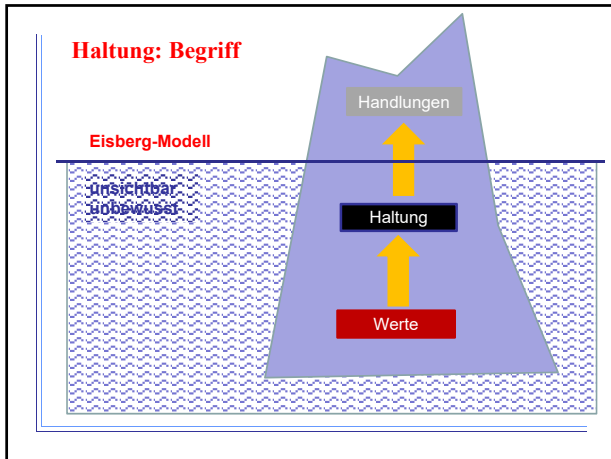 Haltung: Begriff
Handlungen
Eisberg-Modell
unsichtbar
unbewusst
Haltung
Werte